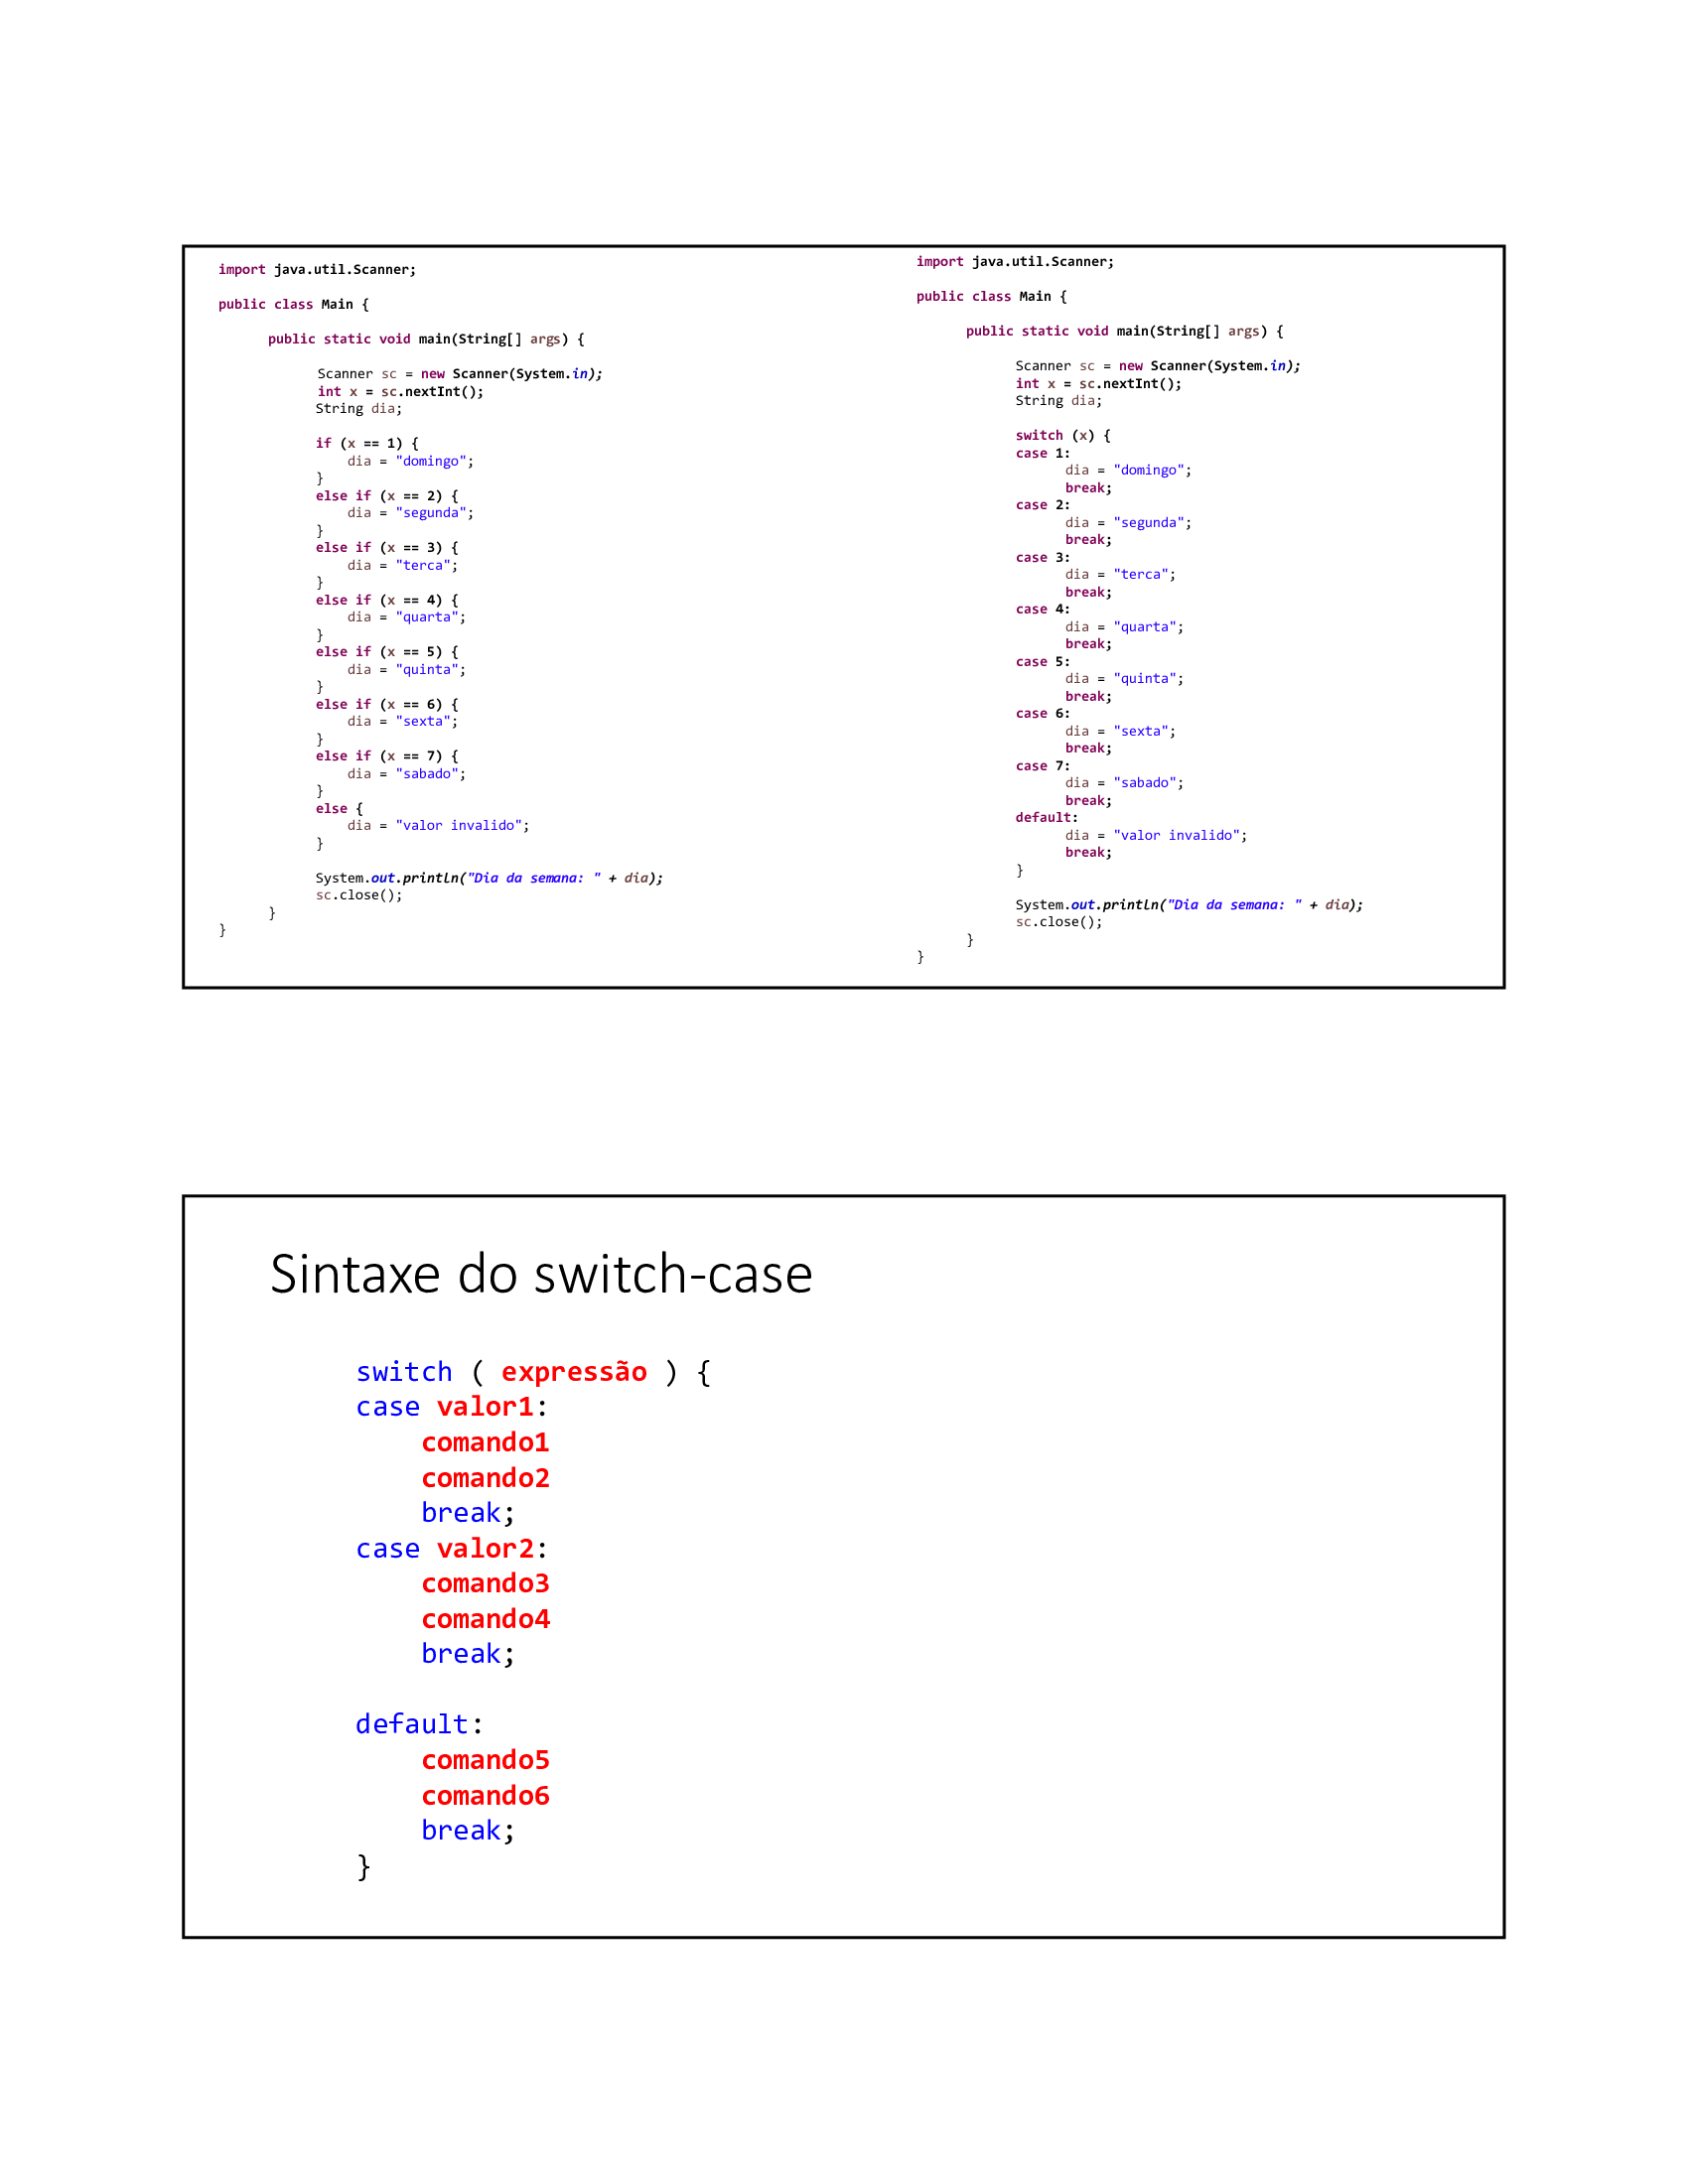 import java.util.Scanner;
public class Main {
public static void main(String[] args) {
Scanner sc = new Scanner(System.in);
int x = sc.nextInt();
String dia;
if (x == 1) {
dia = "domingo";
}
else if (x == 2) {
dia = "segunda";
}
else if (x == 3) {
dia = "terca";
}
else if (x == 4) {
dia = "quarta";
}
else if (x == 5) {
dia = "quinta";
}
else if (x == 6) {
dia = "sexta";
}
else if (x == 7) {
dia = "sabado";
}
else {
dia = "valor invalido";
}
System.out.println("Dia da semana: " + dia);
sc.close();
}
}
import java.util.Scanner;
public class Main {
public static void main(String[] args) {
Scanner sc = new Scanner(System.in);
int x = sc.nextInt();
String dia;
switch (x) {
case 1:
dia = "domingo";
break;
case 2:
dia = "segunda";
break;
case 3:
dia = "terca";
break;
case 4:
dia = "quarta";
break;
case 5:
dia = "quinta";
break;
case 6:
dia = "sexta";
break;
case 7:
dia = "sabado";
break;
default:
dia = "valor invalido";
break;
}
System.out.println("Dia da semana: " + dia);
sc.close();
}
}
Sintaxe do switch-case
switch ( expressão ) {
case valor1:
comando1
comando2
break;
case valor2:
comando3
comando4
break;
default:
comando5
comando6
break;
}